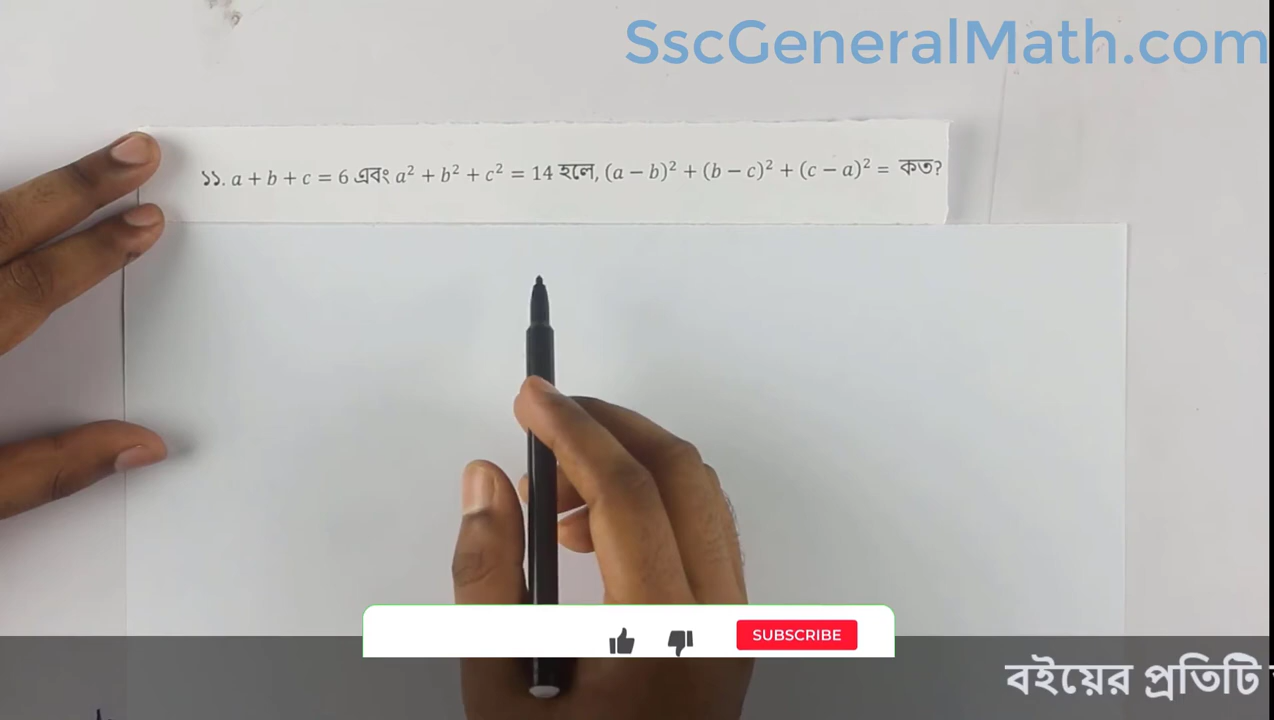 SscGeneralMath.com
১১. a + b + c = 6 এবং a² + b² + c² = 14 হলে, (a − b)² + (b − c)² + (c − a)² = কত?
SUBSCRIBE
বইয়ের প্রতিটি